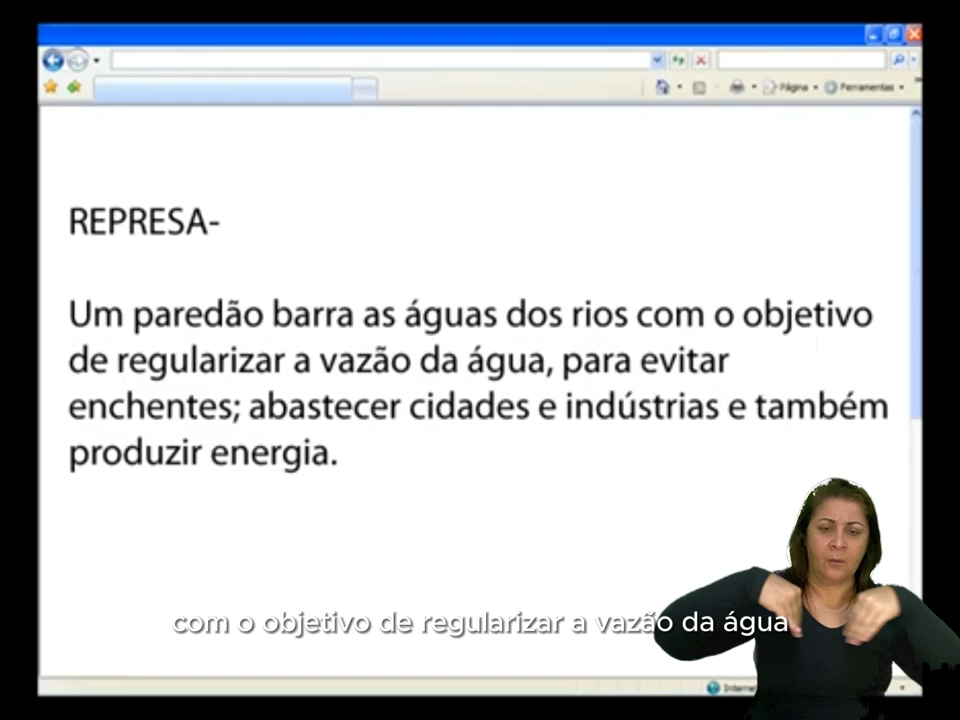 Página
Ferramentas
REPRESA-
Um paredão barra as águas dos rios com o objetivo
de regularizar a vazão da água, para evitar
enchentes; abastecer cidades e indústrias e também
produzir energia.
com o objetivo de regularizar a vazão da água